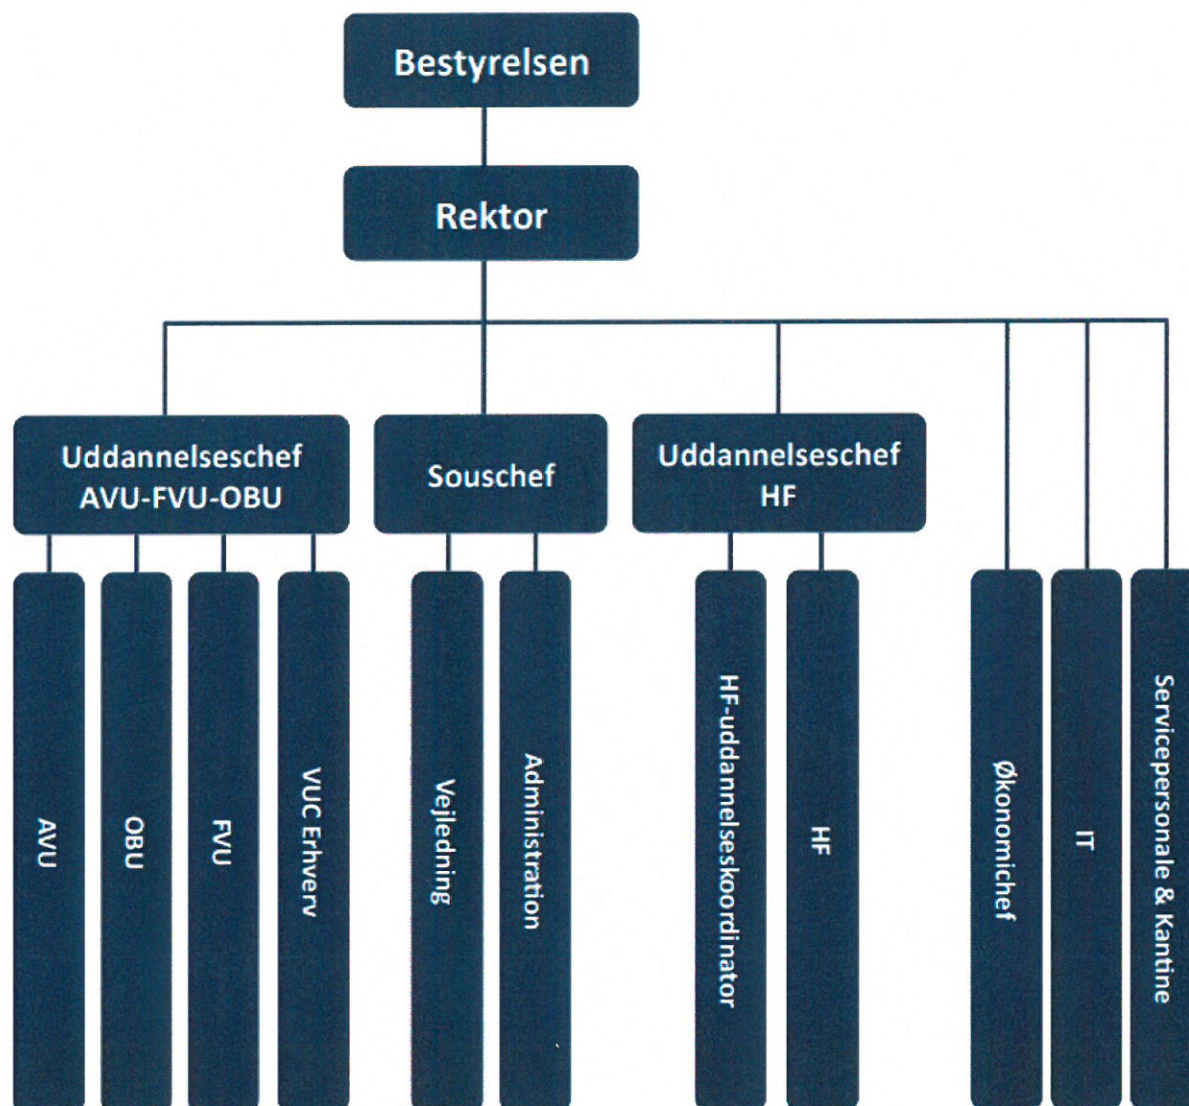 Bestyrelsen
Rektor
Uddannelseschef
AVU-FVU-OBU
Souschef
Uddannelseschef
HF
AVU
OBU
FVU
VUC Erhverv
Vejledning
Administration
HF-uddannelseskoordinator
HF
Økonomichef
IT
Servicepersonale & Kantine